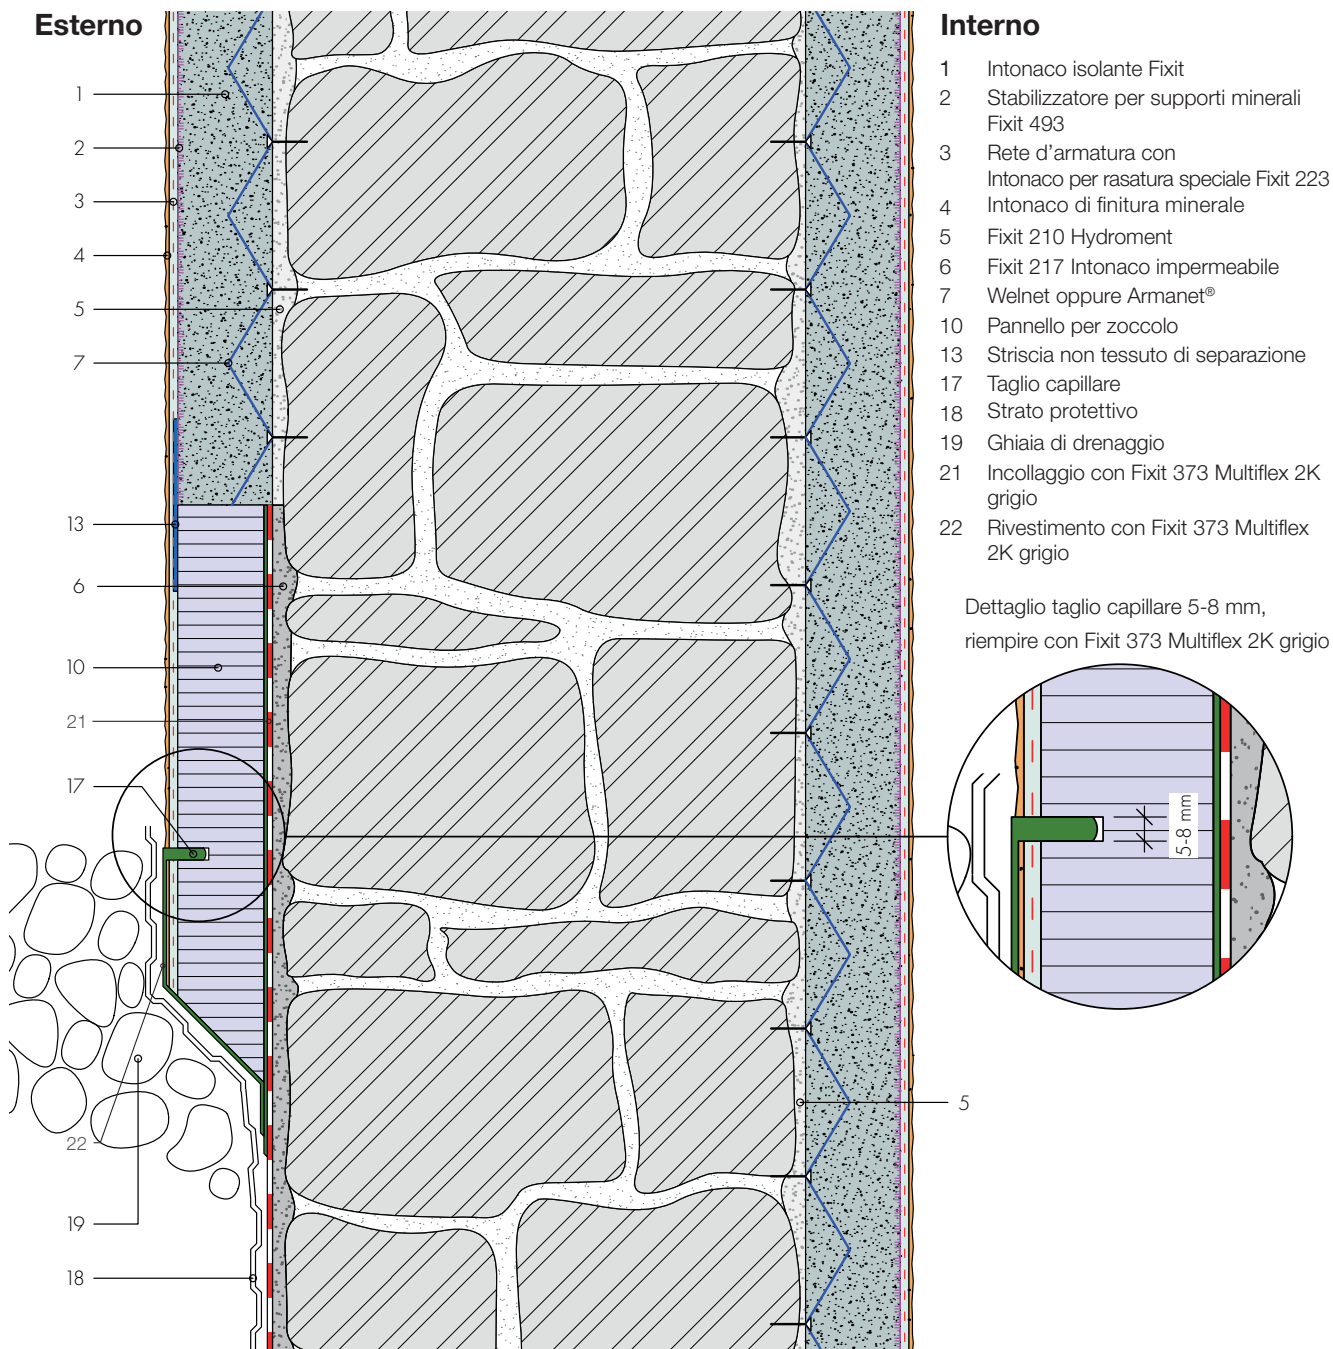 Esterno
1
2
3
4
5
7
13
6
10
21
17
22
19
18
5
Interno
1 Intonaco isolante Fixit
2 Stabilizzatore per supporti minerali
Fixit 493
3 Rete d’armatura con
Intonaco per rasatura speciale Fixit 223
4 Intonaco di finitura minerale
5 Fixit 210 Hydroment
6 Fixit 217 Intonaco impermeabile
7 Welnet oppure Armanet®
10 Pannello per zoccolo
13 Striscia non tessuto di separazione
17 Taglio capillare
18 Strato protettivo
19 Ghiaia di drenaggio
21 Incollaggio con Fixit 373 Multiflex 2K
grigio
22 Rivestimento con Fixit 373 Multiflex
2K grigio
Dettaglio taglio capillare 5-8 mm,
riempire con Fixit 373 Multiflex 2K grigio
5-8 mm